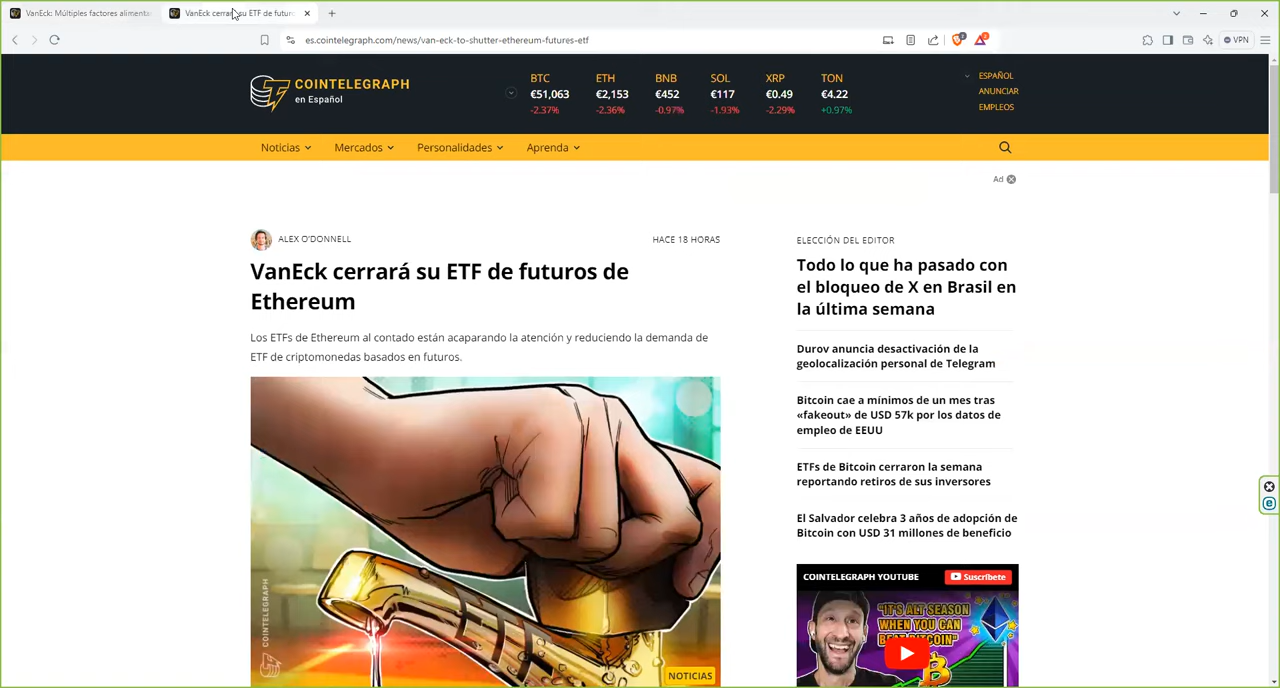 VanEck: Múltiples factores alimenta
VanEck cerrará su ETF de futuro
es.cointelegraph.com/news/van-eck-to-shutter-ethereum-futures-etf
VPN
COINTELEGRAPH
en Español
BTC
€51,063
-2.37%
ETH
€2,153
-2.36%
BNB
€452
-0.97%
SOL
€117
-1.93%
XRP
€0.49
-2.29%
TON
€4.22
+0.97%
ESPAÑOL
ANUNCIAR
EMPLEOS
Noticias
Mercados
Personalidades
Aprenda
Ad
ALEX O'DONNELL
HACE 18 HORAS
VanEck cerrará su ETF de futuros de
Ethereum
Los ETFs de Ethereum al contado están acaparando la atención y reduciendo la demanda de
ETF de criptomonedas basados en futuros.
COINTELEGRAPH
NOTICIAS
ELECCIÓN DEL EDITOR
Todo lo que ha pasado con
el bloqueo de X en Brasil en
la última semana
Durov anuncia desactivación de la
geolocalización personal de Telegram
Bitcoin cae a mínimos de un mes tras
«fakeout» de USD 57k por los datos de
empleo de EEUU
ETFs de Bitcoin cerraron la semana
reportando retiros de sus inversores
El Salvador celebra 3 años de adopción de
Bitcoin con USD 31 millones de beneficio
COINTELEGRAPH YOUTUBE
Suscríbete
"IT'S ALT SEASON
WHEN YOU CAN
BEAT BITCOIN"